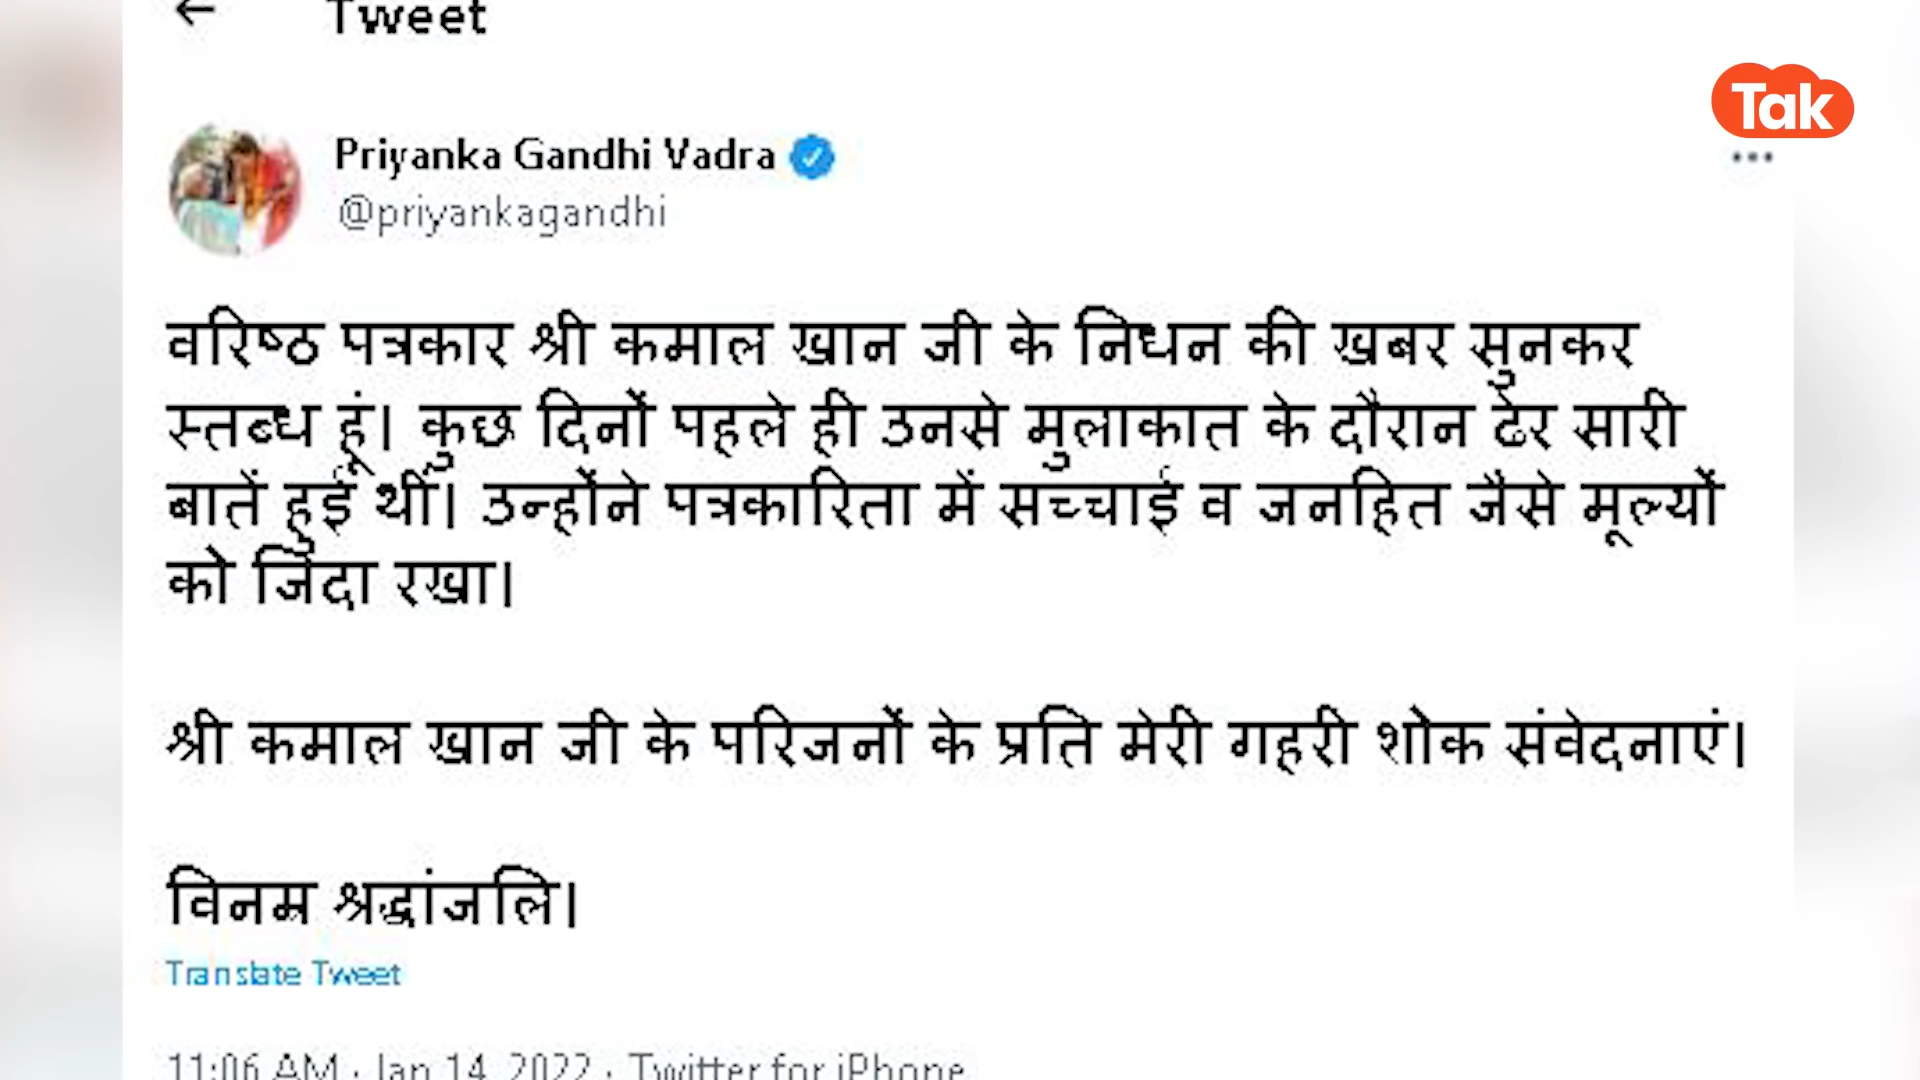 Tweet
Tak
Priyanka Gandhi Vadra
@priyankagandhi
वरिष्ठ पत्रकार श्री कमाल खान जी के निधन की खबर सुनकर
स्तब्ध हूं। कुछ दिनों पहले ही उनसे मुलाकात के दौरान ढेर सारी
बातें हुईं थीं। उन्होंने पत्रकारिता में सच्चाई व जनहित जैसे मूल्यों
को जिंदा रखा।
श्री कमाल खान जी के परिजनों के प्रति मेरी गहरी शोक संवेदनाएं।
विनम्र श्रद्धांजलि।
Translate Tweet
11:06 AM · Jan 14, 2022 · Twitter for iPhone